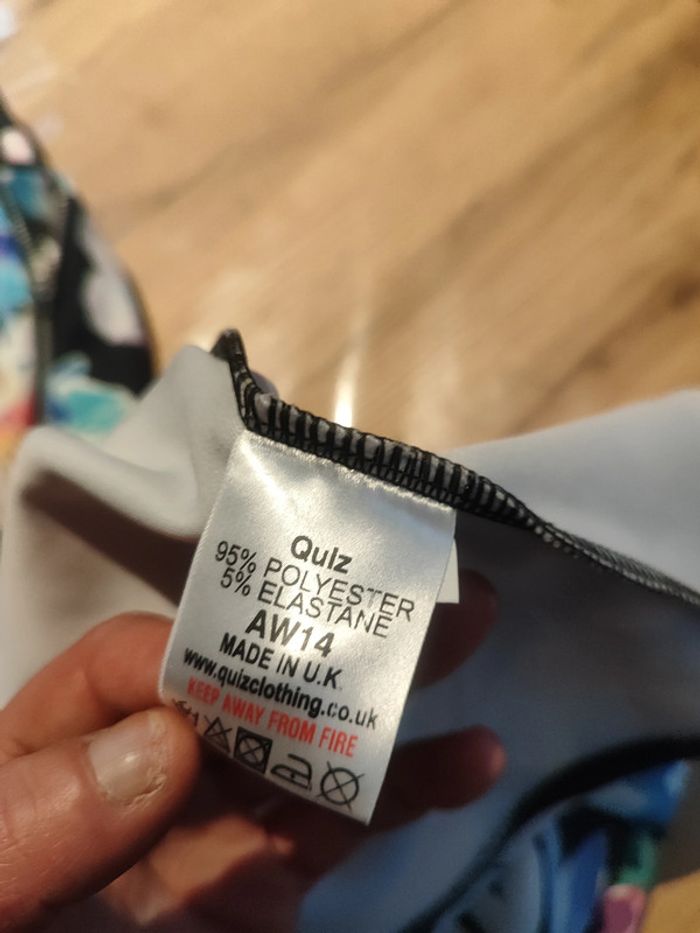 Quiz
95% POLYESTER
5% ELASTANE
AW14
MADE IN U.K
www.quizclothing.co.uk
KEEP AWAY FROM FIRE